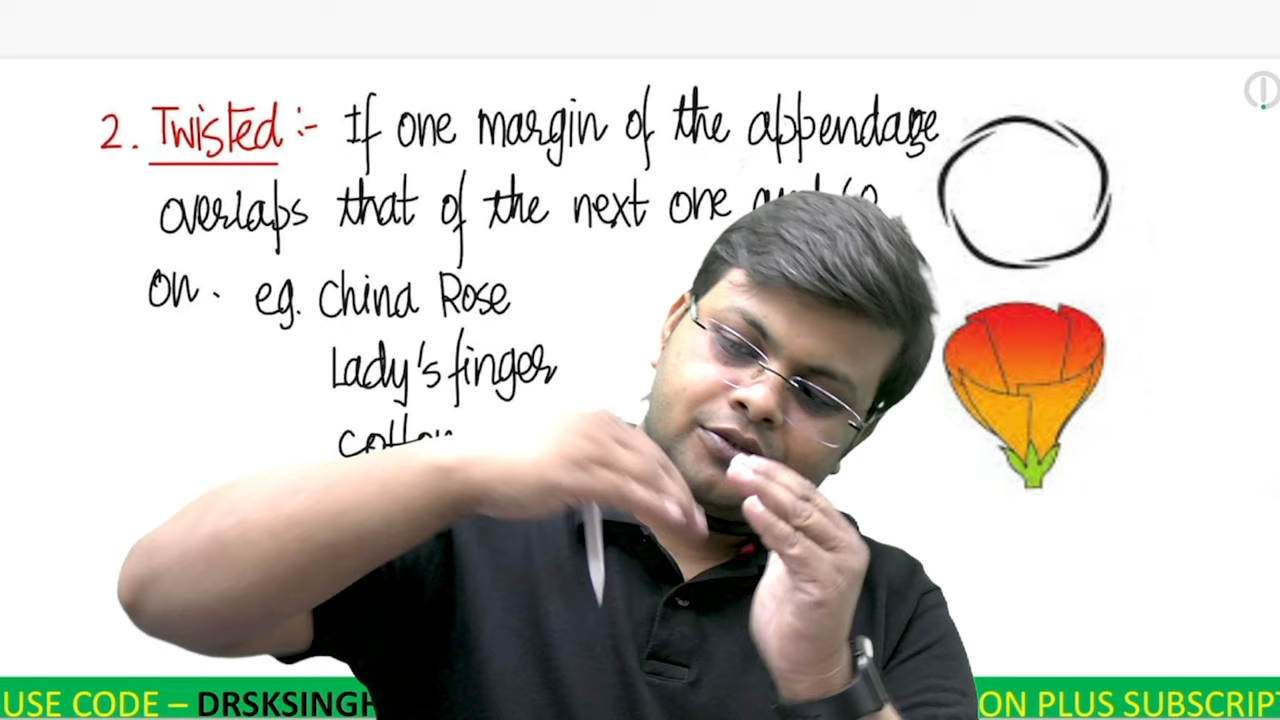 2. Twisted :- If one margin of the appendage
overlaps that of the next one and so
on. eg. China Rose
Lady's finger
cotton
USE CODE – DRSKSINGH
ON PLUS SUBSCRIPT